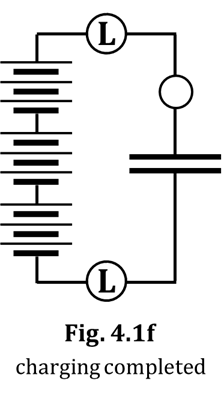 L
L
Fig. 4.1f
charging completed